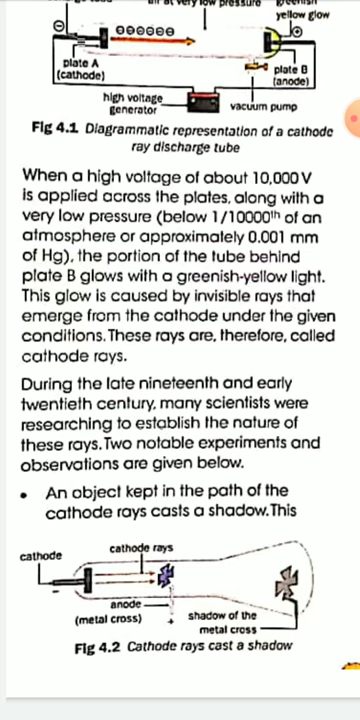 air at very low pressure
greenish
yellow glow
plate A
(cathode)
plate B
(anode)
high voltage
generator
vacuum pump
Fig 4.1 Diagrammatic representation of a cathode
ray discharge tube
When a high voltage of about 10,000 V
is applied across the plates, along with a
very low pressure (below 1/10000th of an
atmosphere or approximately 0.001 mm
of Hg), the portion of the tube behind
plate B glows with a greenish-yellow light.
This glow is caused by invisible rays that
emerge from the cathode under the given
conditions. These rays are, therefore, called
cathode rays.
During the late nineteenth and early
twentieth century, many scientists were
researching to establish the nature of
these rays. Two notable experiments and
observations are given below.
• An object kept in the path of the
cathode rays casts a shadow. This
cathode
cathode rays
anode
(metal cross)
+
shadow of the
metal cross
Fig 4.2 Cathode rays cast a shadow